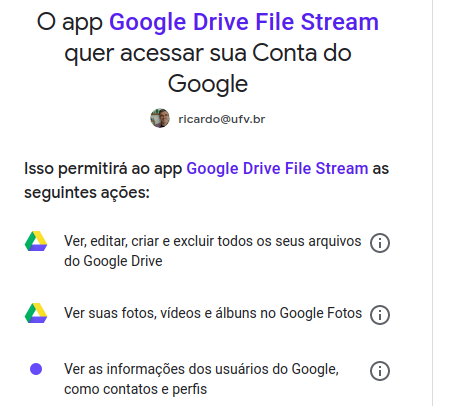 O app Google Drive File Stream
quer acessar sua Conta do
Google
ricardo@ufv.br
Isso permitirá ao app Google Drive File Stream as
seguintes ações:
Ver, editar, criar e excluir todos os seus arquivos
do Google Drive
Ver suas fotos, vídeos e álbuns no Google Fotos
Ver as informações dos usuários do Google,
como contatos e perfis